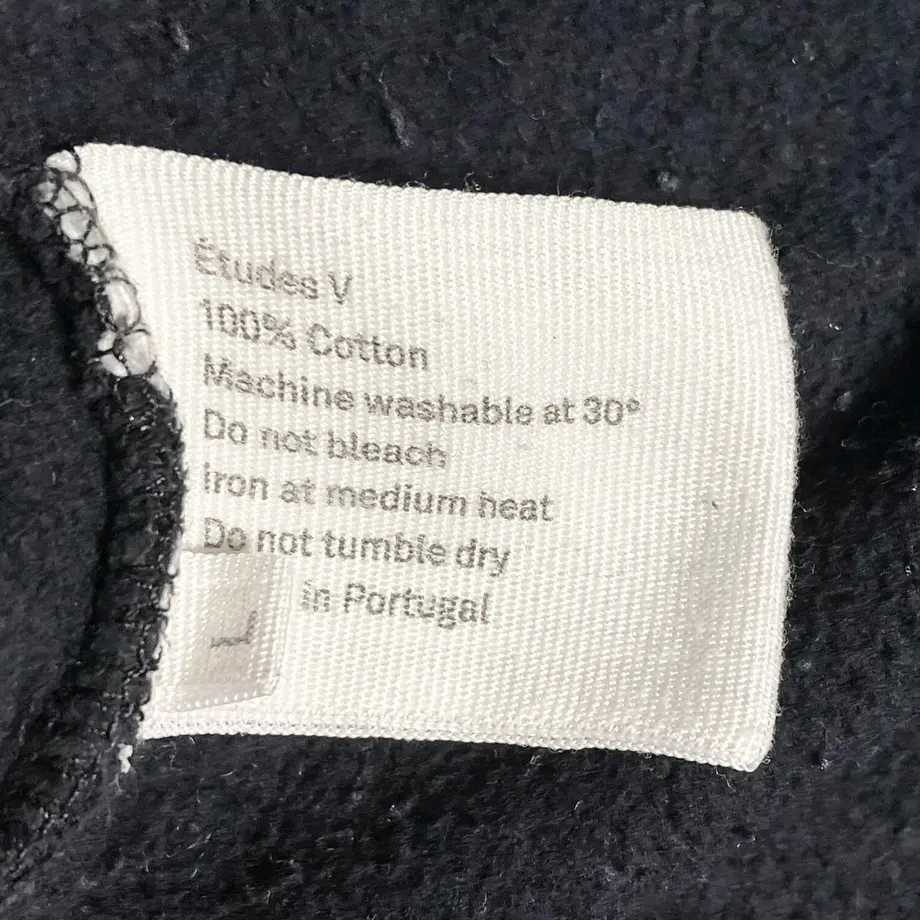 Études V
100% Cotton
Machine washable at 30°
Do not bleach
Iron at medium heat
Do not tumble dry
in Portugal
L